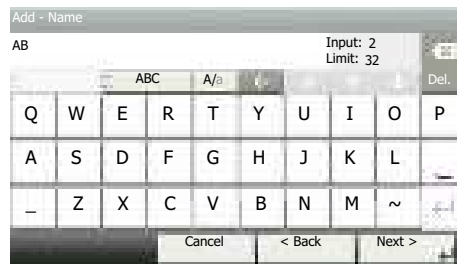 Add - Name
AB Input: 2
Limit: 32
ABC A/a Del.
Q W E R T Y U I O P
A S D F G H J K L
_ Z X C V B N M ~
Cancel < Back Next >